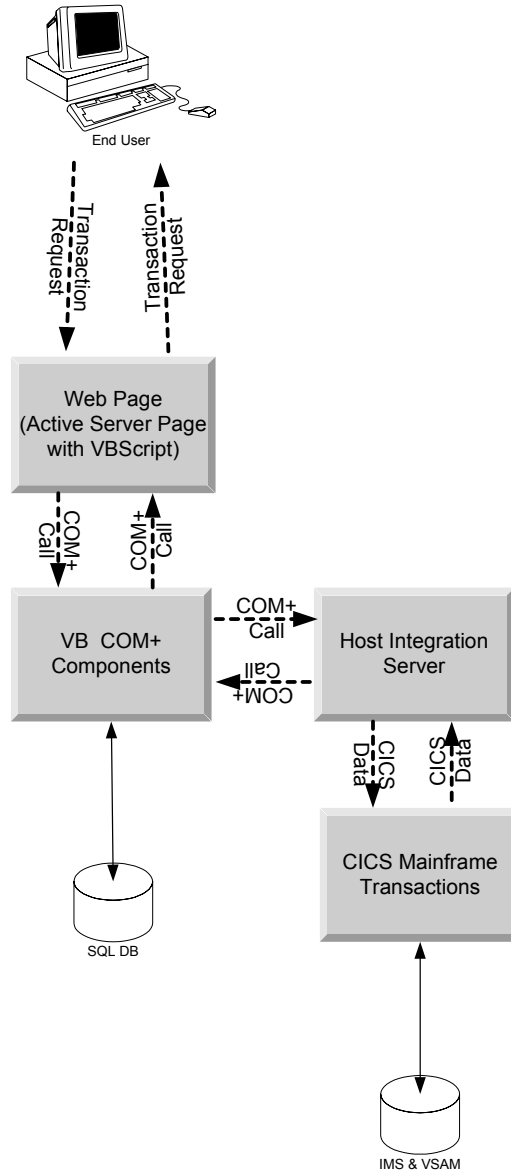 End User
Transaction
Request
Transaction
Request
Web Page
(Active Server Page
with VBScript)
COM+
Call
COM+
Call
VB COM+
Components
COM+
Call
Call
COM+
Host Integration
Server
CICS
Data
CICS
Data
CICS Mainframe
Transactions
SQL DB
IMS & VSAM